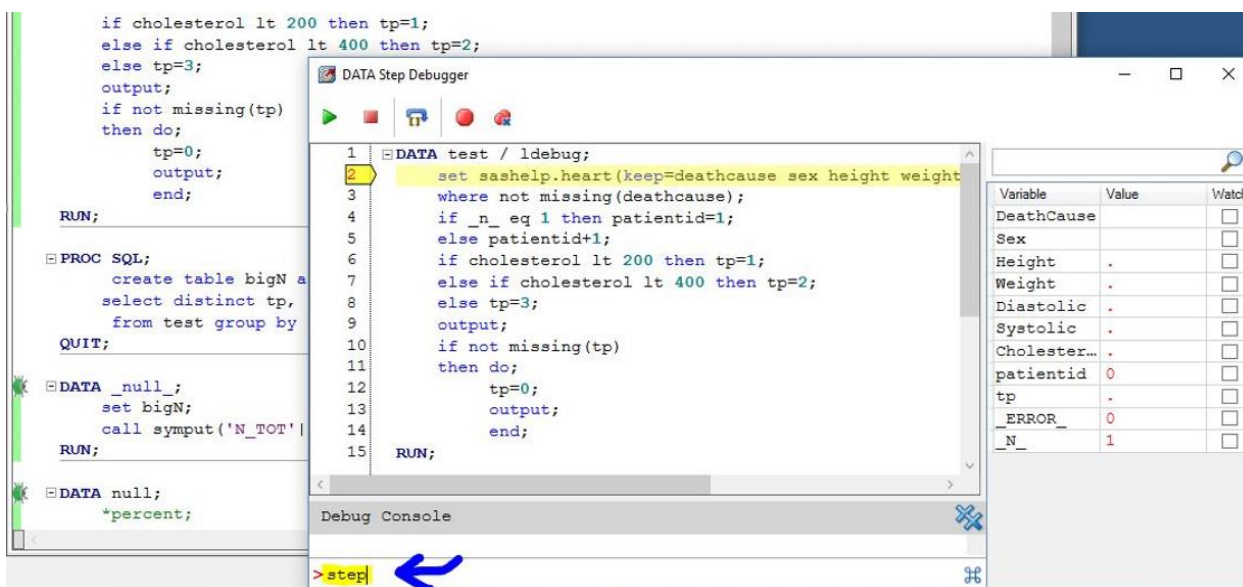 if cholesterol lt 200 then tp=1;
else if cholesterol lt 400 then tp=2;
else tp=3;
output;
if not missing(tp)
then do;
tp=0;
output;
end;
RUN;
PROC SQL;
create table bigN a
select distinct tp,
from test group by
QUIT;
DATA _null_;
set bigN;
call symput('N_TOT'|
RUN;
DATA null;
*percent;
DATA Step Debugger
1 DATA test / ldebug;
2 set sashelp.heart(keep=deathcause sex height weight
3 where not missing(deathcause);
4 if _n_ eq 1 then patientid=1;
5 else patientid+1;
6 if cholesterol lt 200 then tp=1;
7 else if cholesterol lt 400 then tp=2;
8 else tp=3;
9 output;
10 if not missing(tp)
11 then do;
12 tp=0;
13 output;
14 end;
15 RUN;
Variable Value Watch
DeathCause
Sex
Height .
Weight .
Diastolic .
Systolic .
Cholester... .
patientid 0
tp .
_ERROR_ 0
_N_ 1
Debug Console
>step